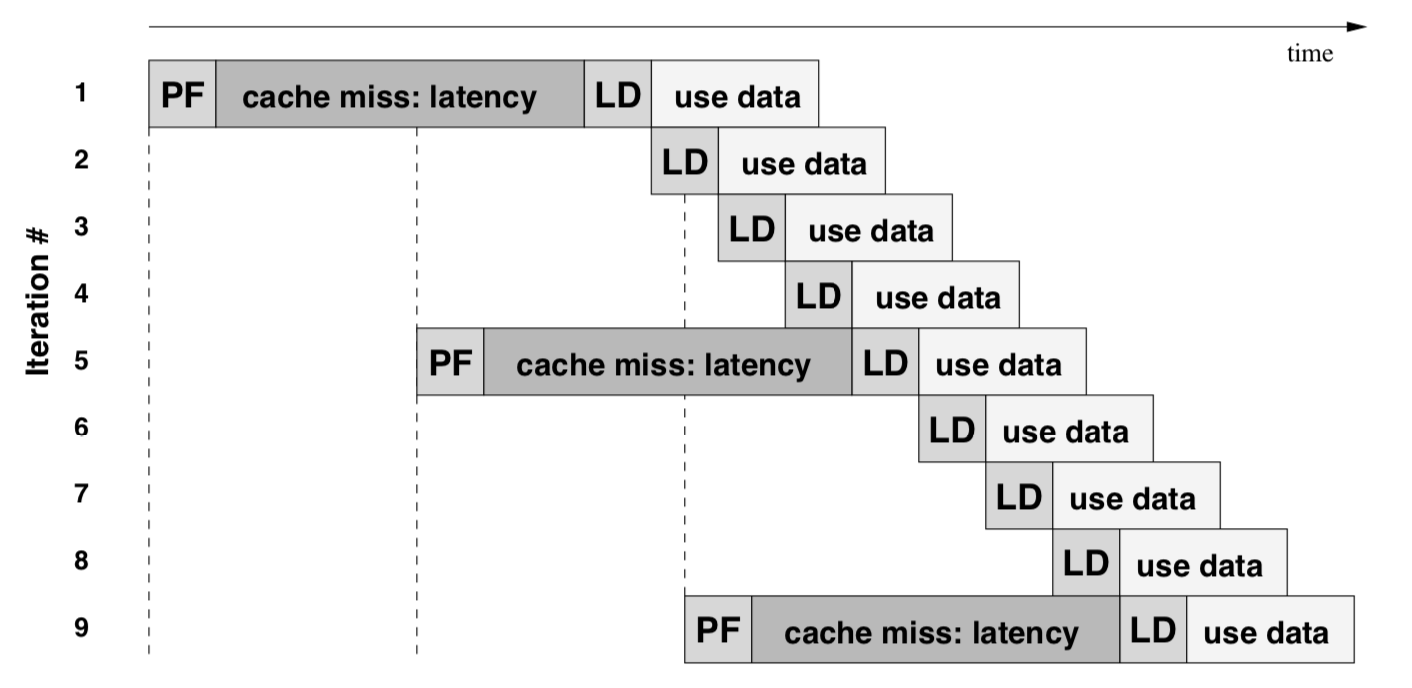 time
Iteration #
1 PF cache miss: latency LD use data
2 LD use data
3 LD use data
4 LD use data
5 PF cache miss: latency LD use data
6 LD use data
7 LD use data
8 LD use data
9 PF cache miss: latency LD use data